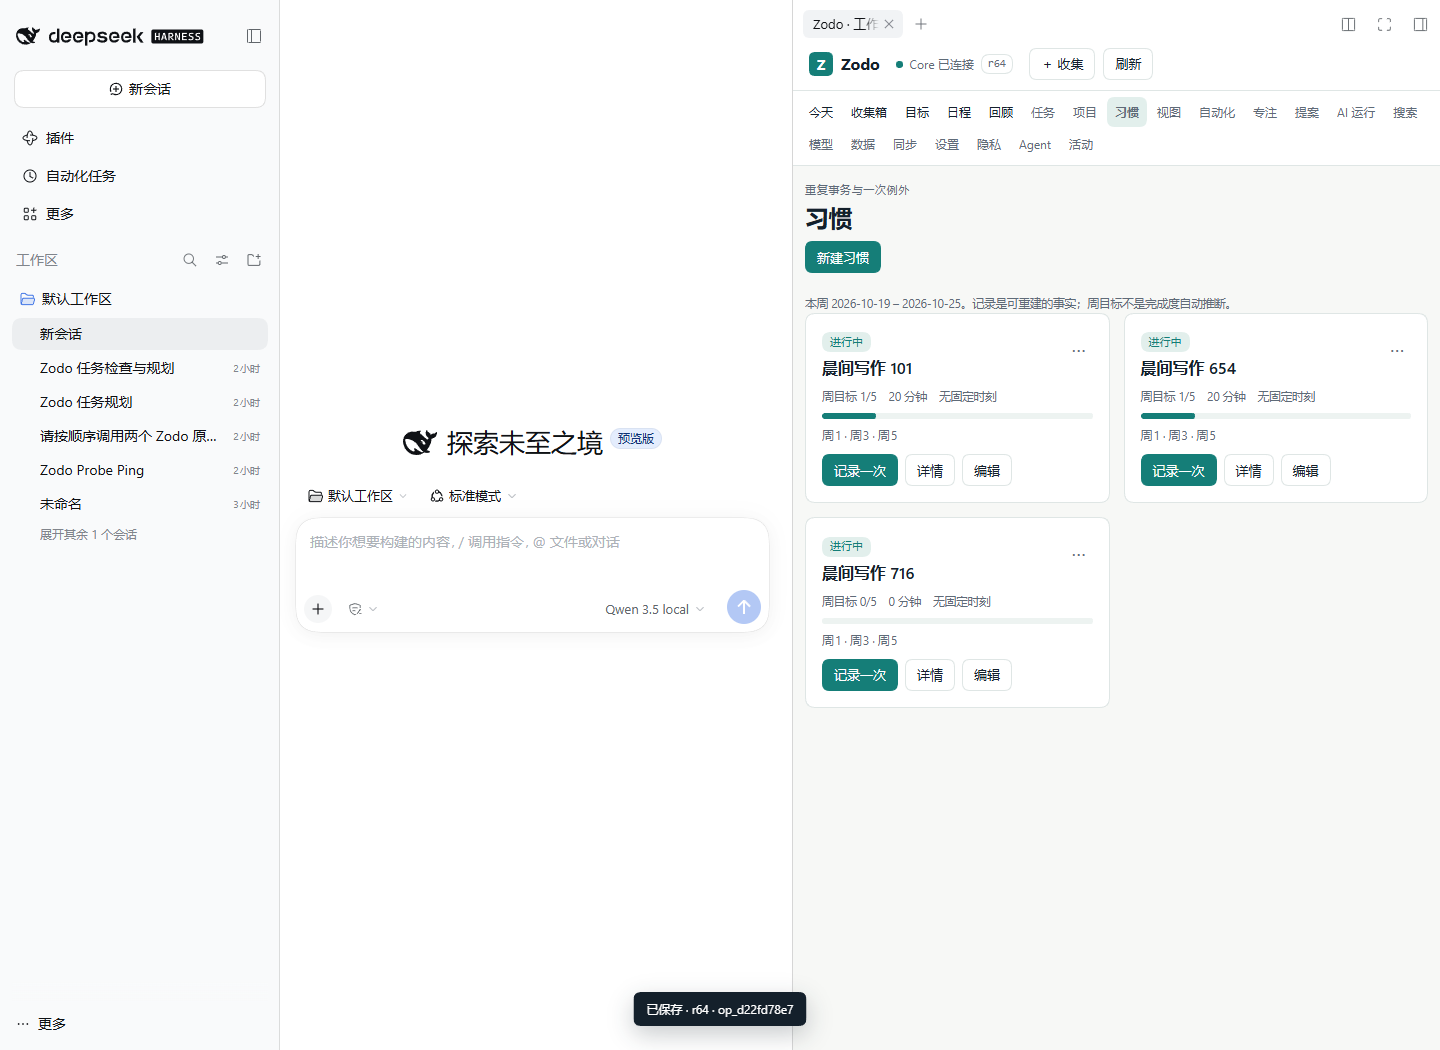 deepseek HARNESS
新会话
插件
自动化任务
更多
工作区
默认工作区
新会话
Zodo 任务检查与规划 2 小时
Zodo 任务规划 2 小时
请按顺序调用两个 Zodo 原... 2 小时
Zodo Probe Ping 2 小时
未命名 3 小时
展开其余 1 个会话
... 更多
探索未至之境 预览版
默认工作区 标准模式
描述你想要构建的内容, / 调用指令, @ 文件或对话
Qwen 3.5 local
已保存 · r64 · op_d22fd78e7
Zodo · 工作
Z Zodo Core 已连接 r64 + 收集 刷新
今天 收集箱 目标 日程 回顾 任务 项目 习惯 视图 自动化 专注 提案 AI 运行 搜索
模型 数据 同步 设置 隐私 Agent 活动
重复事务与一次例外
习惯
新建习惯
本周 2026-10-19 – 2026-10-25。记录是可重建的事实；周目标不是完成度自动推断。
进行中
...
晨间写作 101
周目标 1/5 20 分钟 无固定时刻
周1 · 周3 · 周5
记录一次 详情 编辑
进行中
...
晨间写作 654
周目标 1/5 20 分钟 无固定时刻
周1 · 周3 · 周5
记录一次 详情 编辑
进行中
...
晨间写作 716
周目标 0/5 0 分钟 无固定时刻
周1 · 周3 · 周5
记录一次 详情 编辑